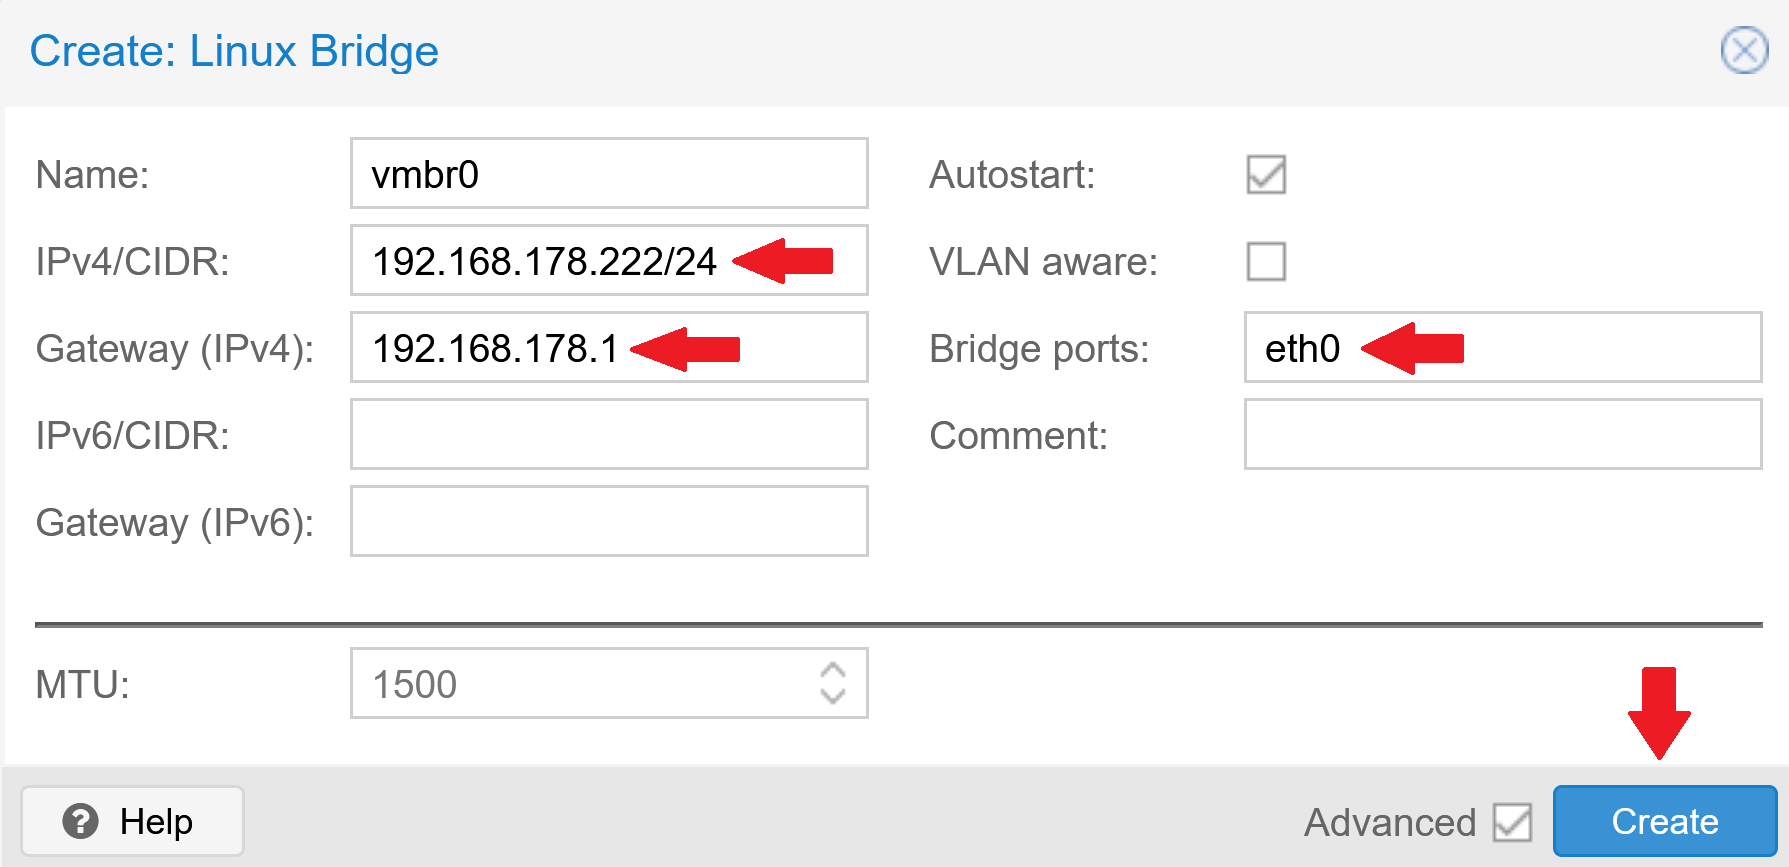 Create: Linux Bridge
Name: vmbr0
Autostart:
IPv4/CIDR: 192.168.178.222/24
VLAN aware:
Gateway (IPv4): 192.168.178.1
Bridge ports: eth0
IPv6/CIDR:
Comment:
Gateway (IPv6):
MTU: 1500
Help
Advanced
Create